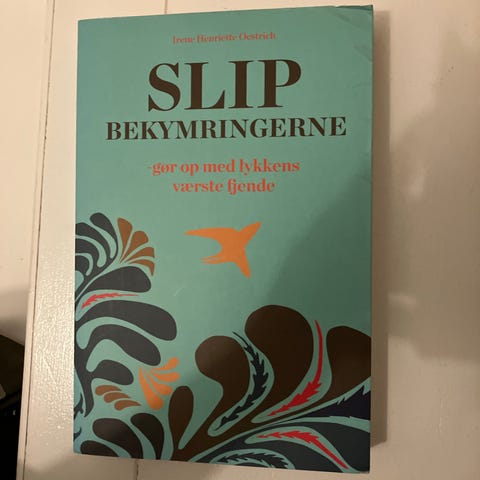 Irene Henriette Oestrich
SLIP
BEKYMRINGERNE
-gør op med lykkens
værste fjende